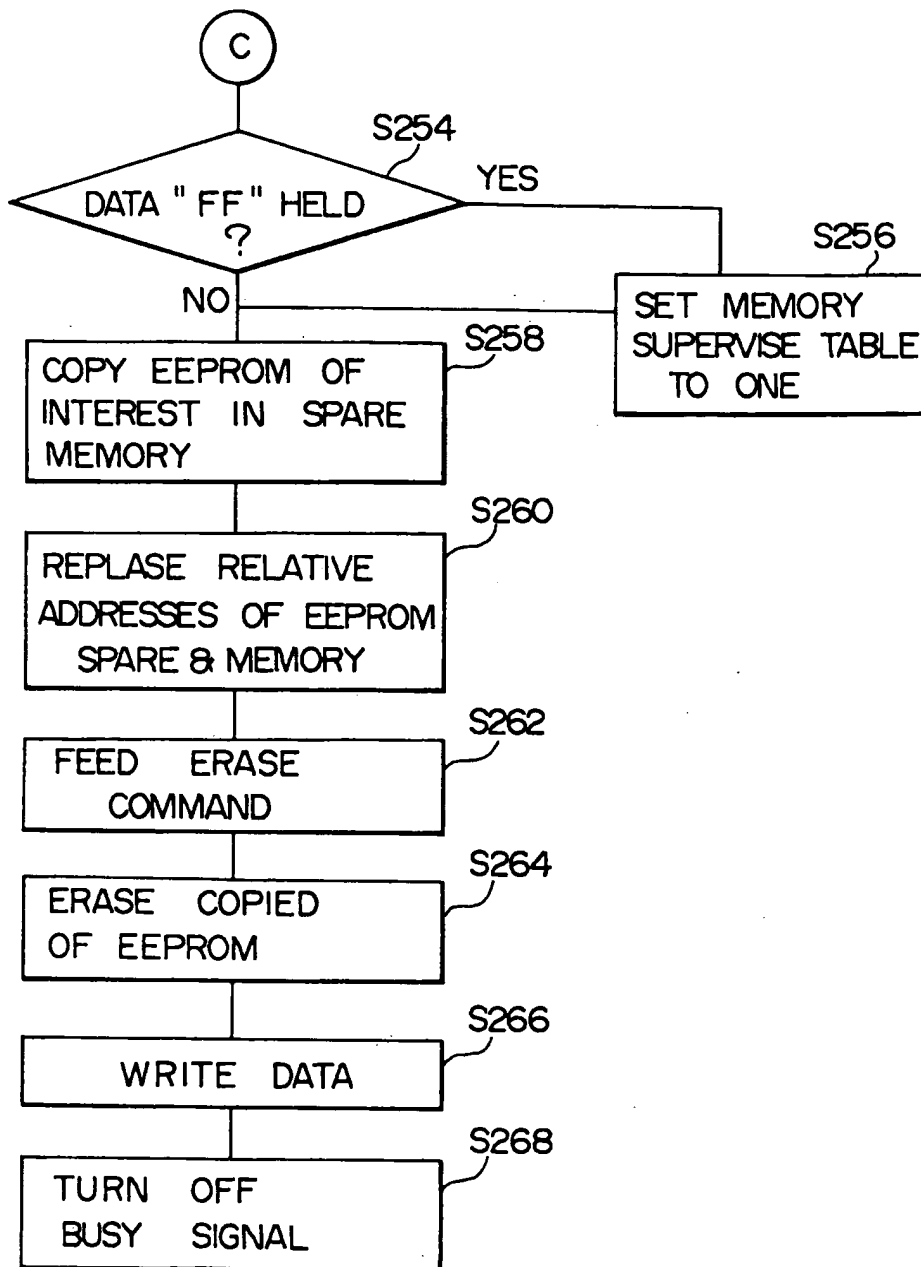 C
S254
DATA "FF" HELD
?
YES
S256
SET MEMORY
SUPERVISE TABLE
TO ONE
NO
S258
COPY EEPROM OF
INTEREST IN SPARE
MEMORY
S260
REPLASE RELATIVE
ADDRESSES OF EEPROM
SPARE & MEMORY
S262
FEED ERASE
COMMAND
S264
ERASE COPIED
OF EEPROM
S266
WRITE DATA
S268
TURN OFF
BUSY SIGNAL